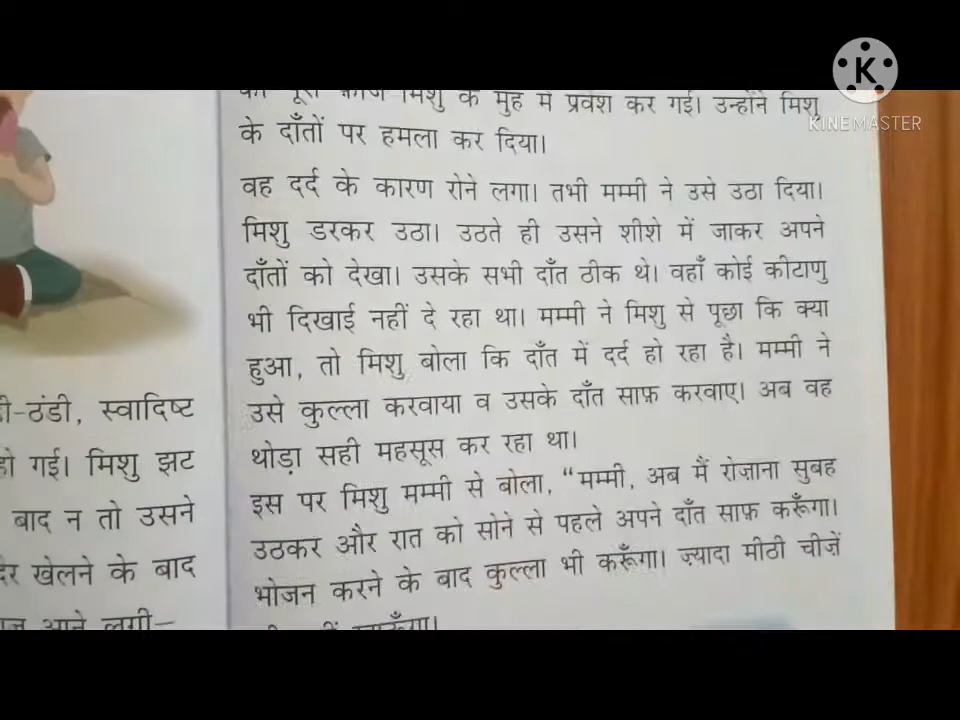 मिशु के मुँह में प्रवेश कर गई। उन्होंने मिशु
के दाँतों पर हमला कर दिया।
वह दर्द के कारण रोने लगा। तभी मम्मी ने उसे उठा दिया।
मिशु डरकर उठा। उठते ही उसने शीशे में जाकर अपने
दाँतों को देखा। उसके सभी दाँत ठीक थे। वहाँ कोई कीटाणु
भी दिखाई नहीं दे रहा था। मम्मी ने मिशु से पूछा कि क्या
हुआ, तो मिशु बोला कि दाँत में दर्द हो रहा है। मम्मी ने
उसे कुल्ला करवाया व उसके दाँत साफ़ करवाए। अब वह
थोड़ा सही महसूस कर रहा था।
इस पर मिशु मम्मी से बोला, “मम्मी, अब मैं रोज़ाना सुबह
उठकर और रात को सोने से पहले अपने दाँत साफ़ करूँगा।
भोजन करने के बाद कुल्ला भी करूँगा। ज़्यादा मीठी चीज़ें
ठंडी, स्वादिष्ट
हो गई। मिशु झट
बाद न तो उसने
खेलने के बाद
आने लगी–
K
KINEMASTER